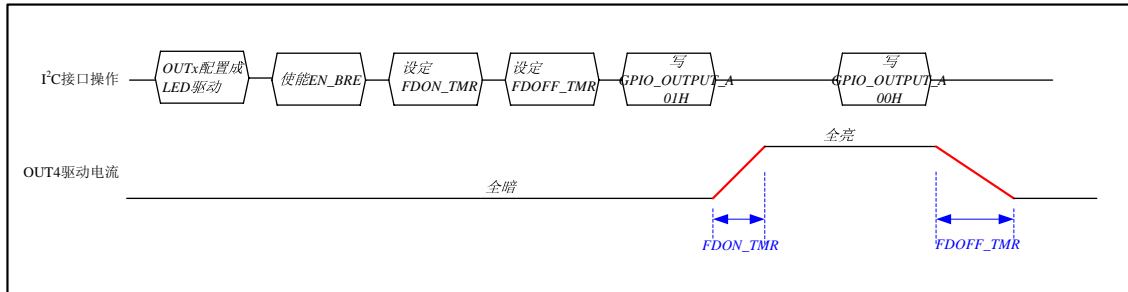 I²C接口操作
OUTx配置成
LED驱动
使能EN_BRE
设定
FDON_TMR
设定
FDOFF_TMR
写
GPIO_OUTPUT_A
01H
写
GPIO_OUTPUT_A
00H
OUT4驱动电流
全暗
全亮
FDON_TMR
FDOFF_TMR